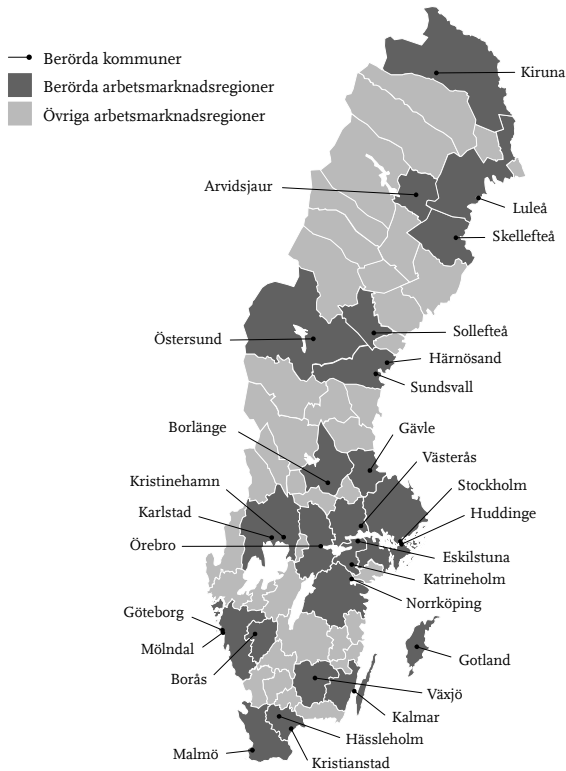 Berörda kommuner
Berörda arbetsmarknadsregioner
Övriga arbetsmarknadsregioner
Kiruna
Arvidsjaur
Luleå
Skellefteå
Östersund
Sollefteå
Härnösand
Sundsvall
Borlänge
Gävle
Västerås
Kristinehamn
Stockholm
Karlstad
Huddinge
Örebro
Eskilstuna
Katrineholm
Norrköping
Göteborg
Mölndal
Gotland
Borås
Växjö
Kalmar
Hässleholm
Malmö
Kristianstad